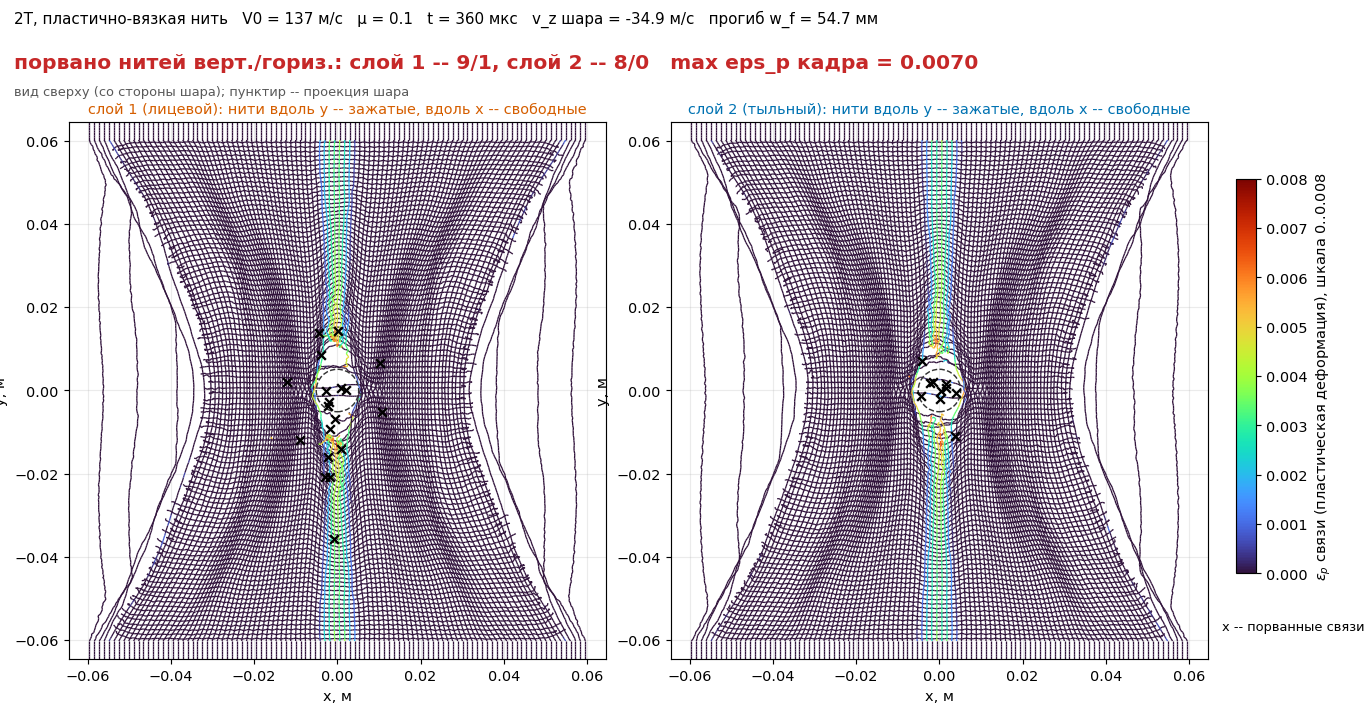 2T, пластично-вязкая нить   V0 = 137 м/с   μ = 0.1   t = 360 мкс   v_z шара = -34.9 м/с   прогиб w_f = 54.7 мм
порвано нитей верт./гориз.: слой 1 -- 9/1, слой 2 -- 8/0   max eps_p кадра = 0.0070
вид сверху (со стороны шара); пунктир -- проекция шара
слой 1 (лицевой): нити вдоль y -- зажатые, вдоль x -- свободные
0.06
0.04
0.02
0.00
−0.02
−0.04
−0.06
y, м
−0.06 −0.04 −0.02 0.00 0.02 0.04 0.06
x, м
слой 2 (тыльный): нити вдоль y -- зажатые, вдоль x -- свободные
0.06
0.04
0.02
0.00
−0.02
−0.04
−0.06
y, м
−0.06 −0.04 −0.02 0.00 0.02 0.04 0.06
x, м
0.008
0.007
0.006
0.005
0.004
0.003
0.002
0.001
0.000
εp связи (пластическая деформация), шкала 0..0.008
x -- порванные связи